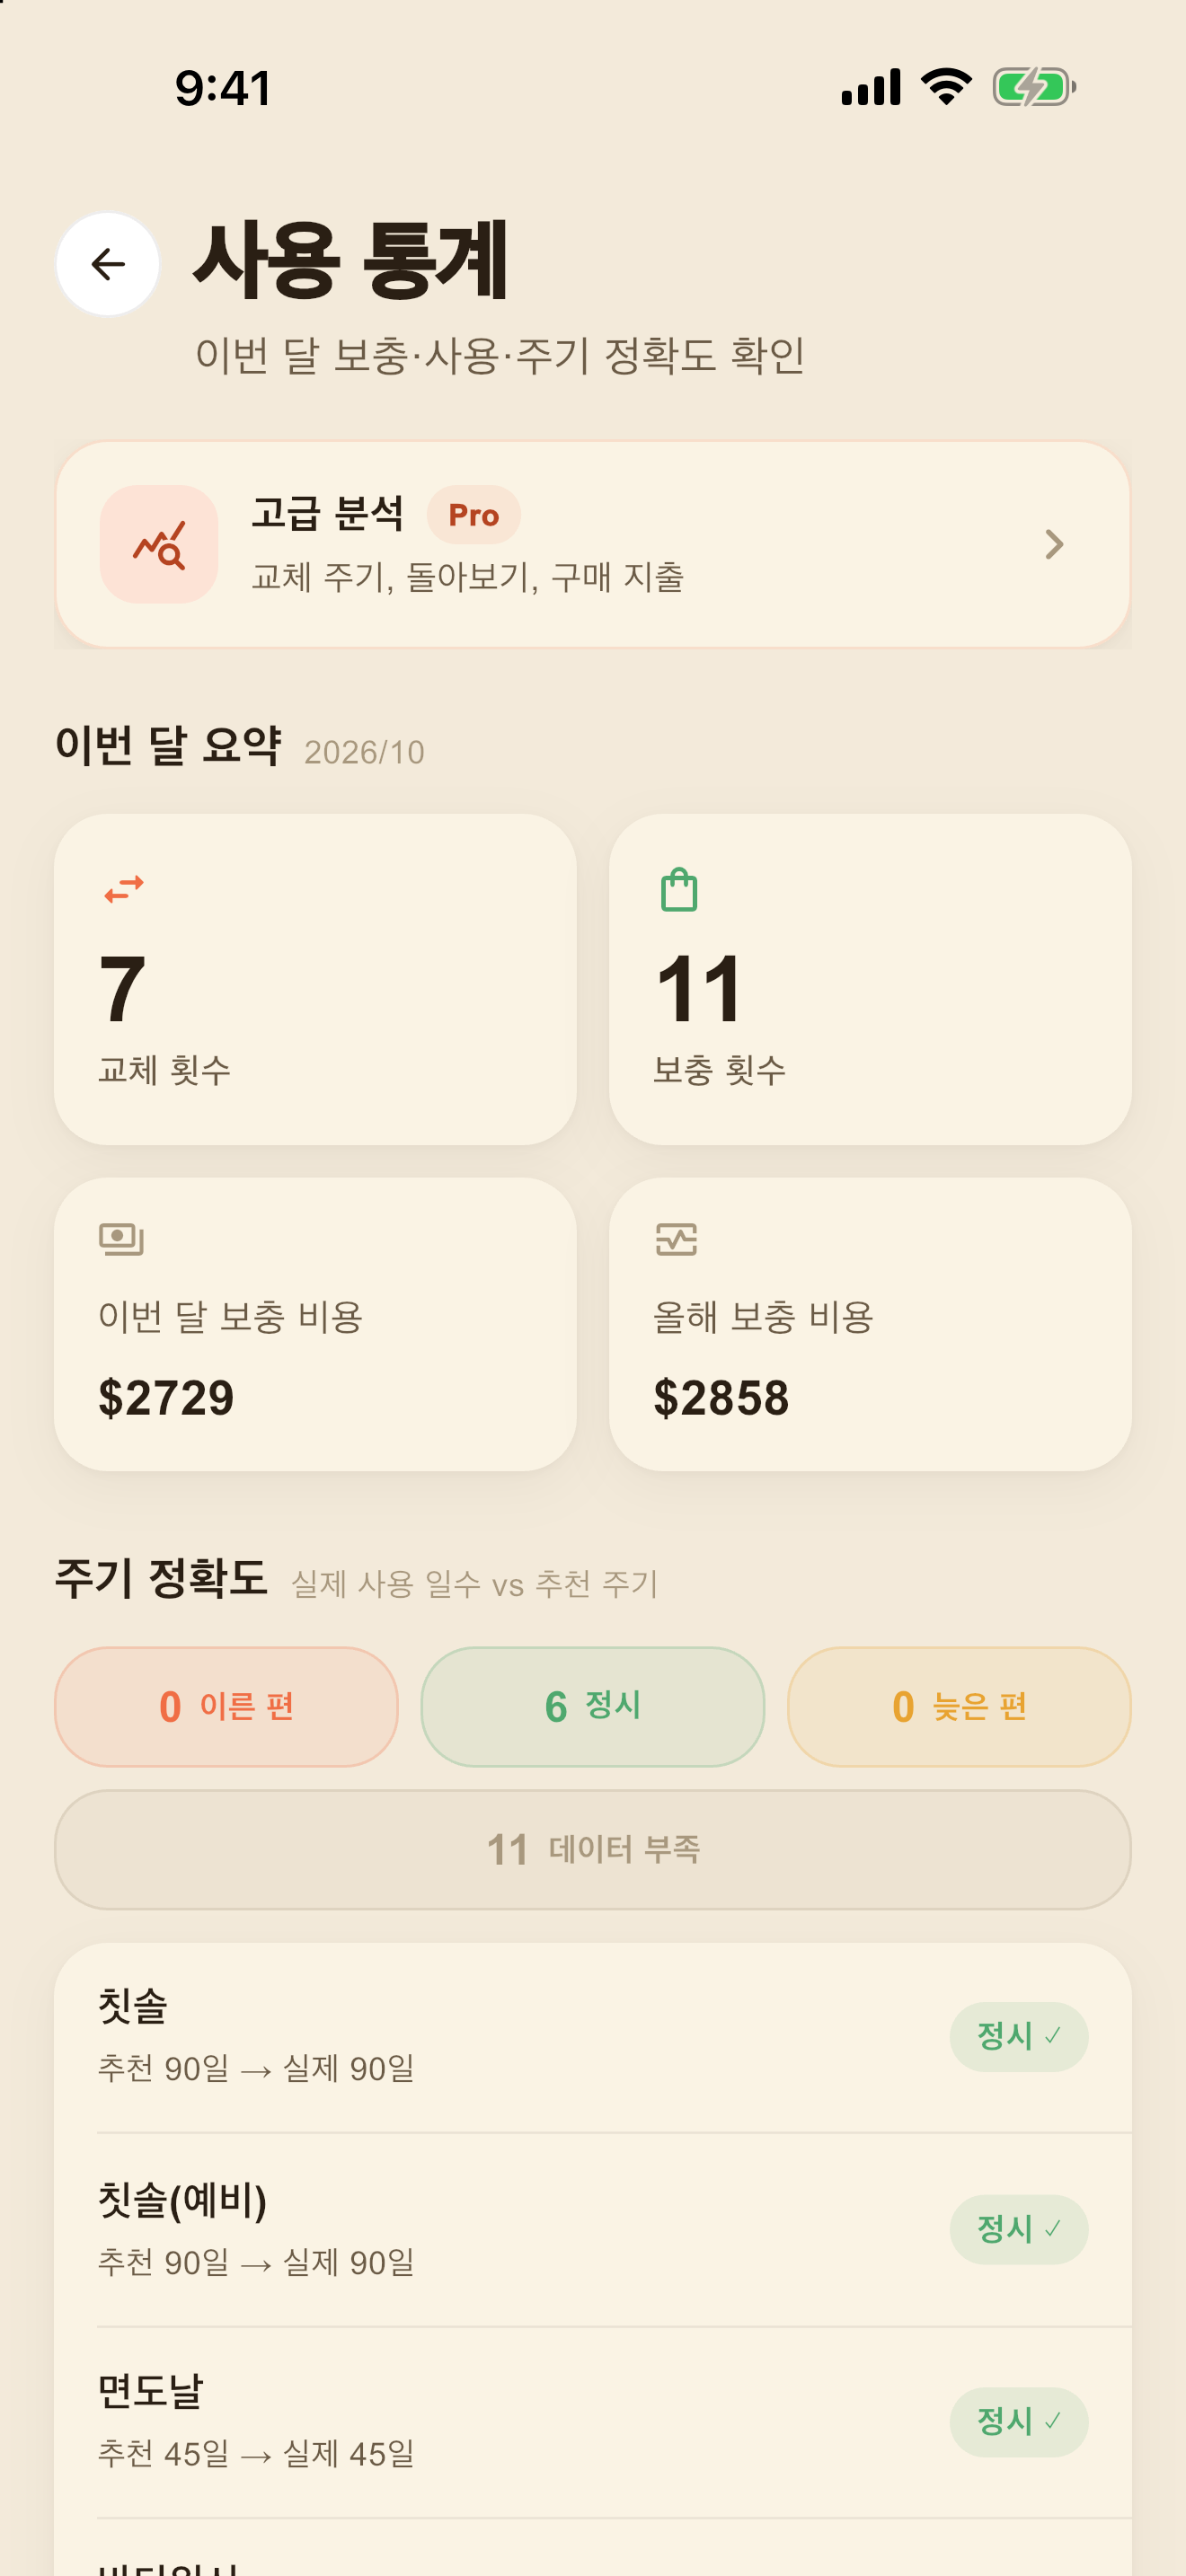 9:41
사용 통계
이번 달 보충·사용·주기 정확도 확인
고급 분석 Pro
교체 주기, 돌아보기, 구매 지출
이번 달 요약 2026/10
7
교체 횟수
11
보충 횟수
이번 달 보충 비용
$2729
올해 보충 비용
$2858
주기 정확도 실제 사용 일수 vs 추천 주기
0 이른 편
6 정시
0 늦은 편
11 데이터 부족
칫솔
추천 90일 → 실제 90일
정시 ✓
칫솔(예비)
추천 90일 → 실제 90일
정시 ✓
면도날
추천 45일 → 실제 45일
정시 ✓